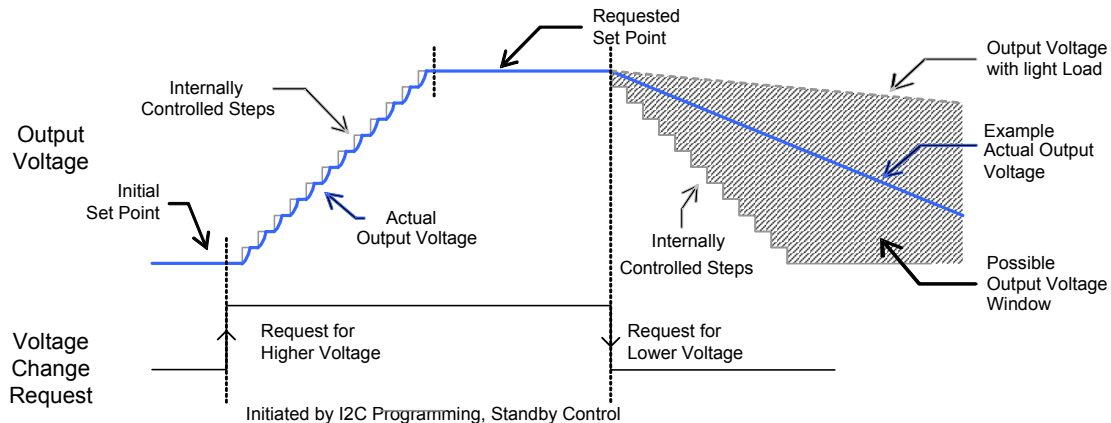 Requested
Set Point
Output Voltage
with light Load
Internally
Controlled Steps
Output
Voltage
Example
Actual Output
Voltage
Initial
Set Point
Actual
Output Voltage
Internally
Controlled Steps
Possible
Output Voltage
Window
Voltage
Change
Request
Request for
Higher Voltage
Request for
Lower Voltage
Initiated by I2C Programming, Standby Control